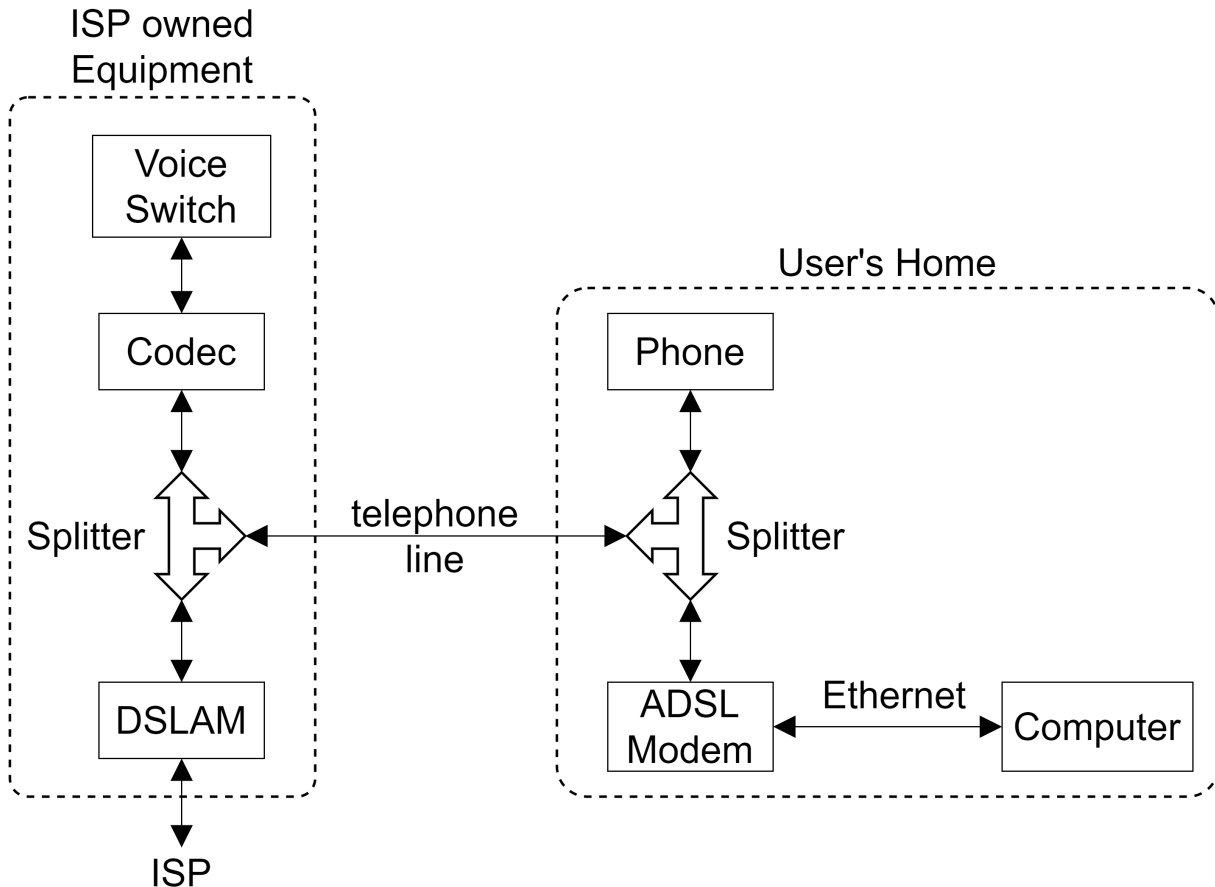 ISP owned
Equipment
Voice
Switch
Codec
Splitter
DSLAM
ISP
telephone
line
User's Home
Phone
Splitter
ADSL
Modem
Ethernet
Computer